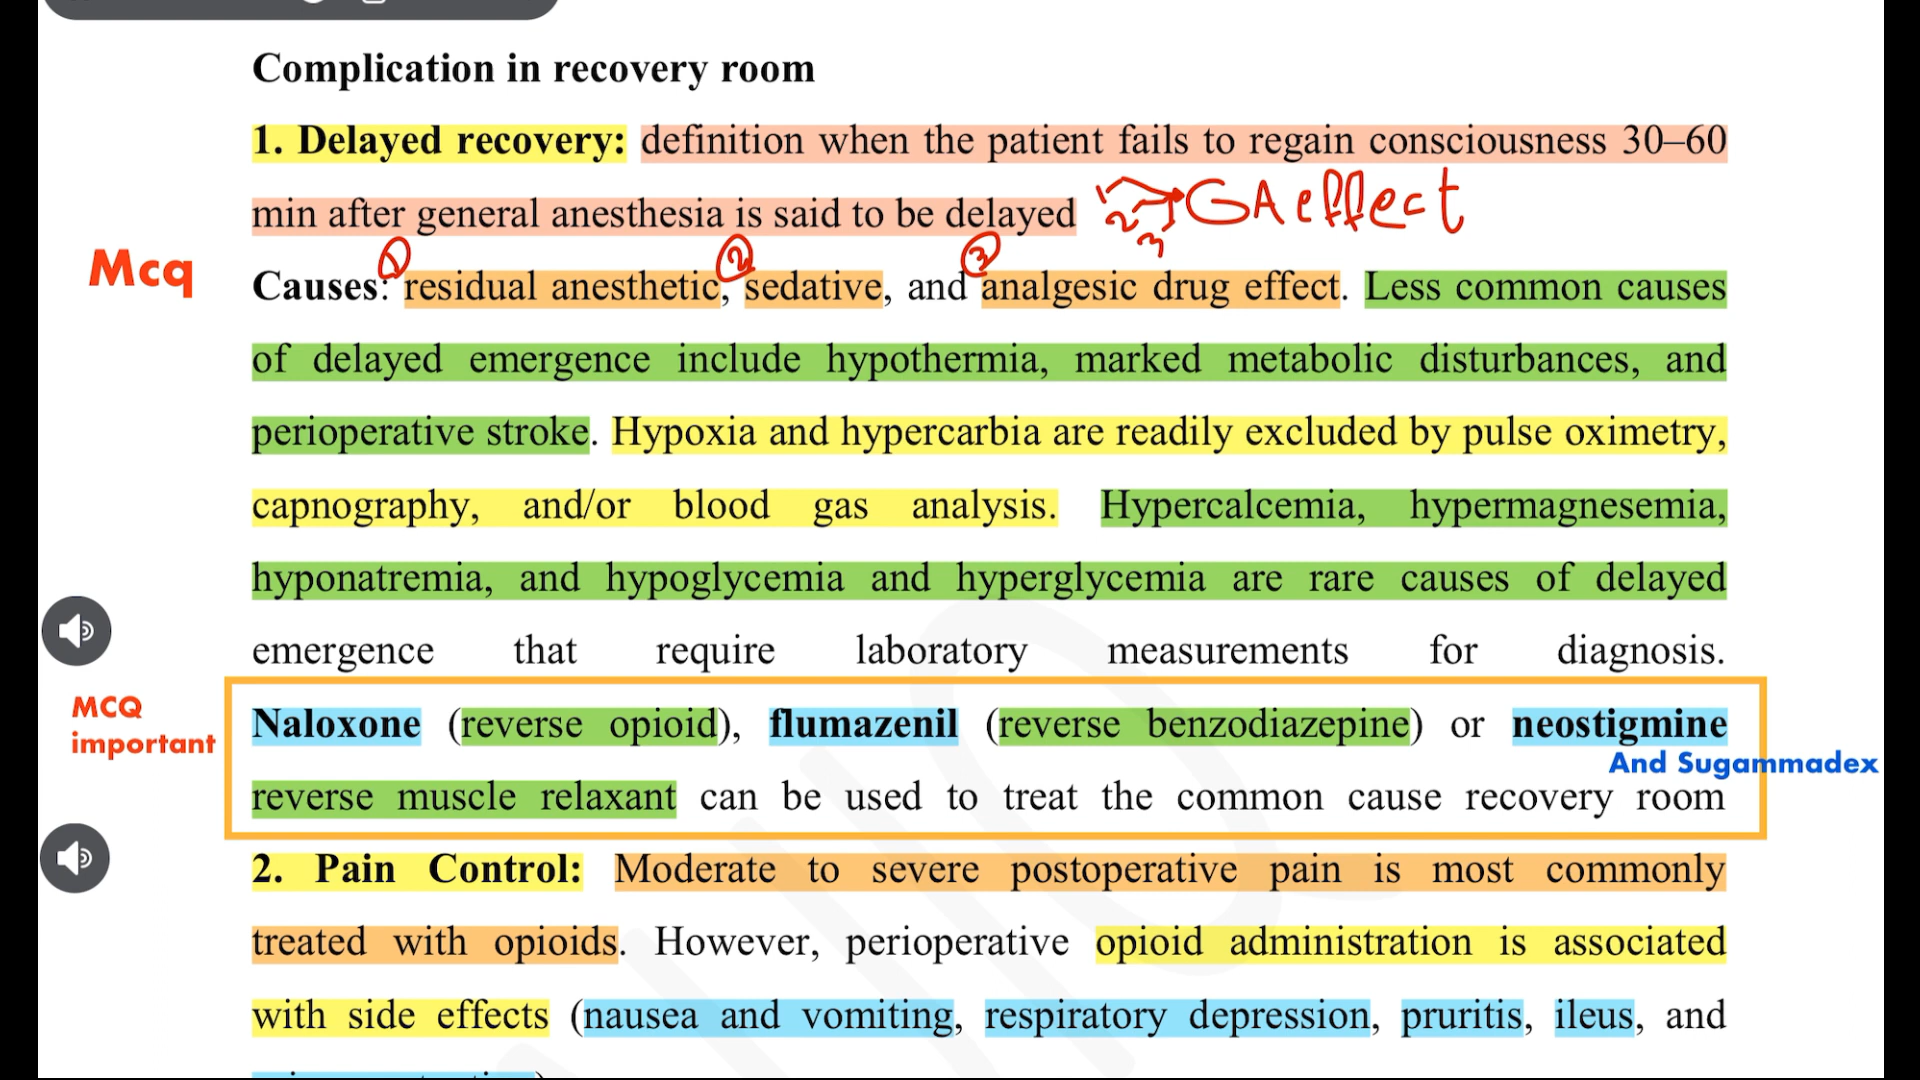 Complication in recovery room
1. Delayed recovery: definition when the patient fails to regain consciousness 30–60
min after general anesthesia is said to be delayed
1 2 3 GA effect
Mcq
1 2 3
Causes: residual anesthetic, sedative, and analgesic drug effect. Less common causes
of delayed emergence include hypothermia, marked metabolic disturbances, and
perioperative stroke. Hypoxia and hypercarbia are readily excluded by pulse oximetry,
capnography, and/or blood gas analysis. Hypercalcemia, hypermagnesemia,
hyponatremia, and hypoglycemia and hyperglycemia are rare causes of delayed
emergence that require laboratory measurements for diagnosis.
MCQ
important
Naloxone (reverse opioid), flumazenil (reverse benzodiazepine) or neostigmine
And Sugammadex
reverse muscle relaxant can be used to treat the common cause recovery room
2. Pain Control: Moderate to severe postoperative pain is most commonly
treated with opioids. However, perioperative opioid administration is associated
with side effects (nausea and vomiting, respiratory depression, pruritis, ileus, and